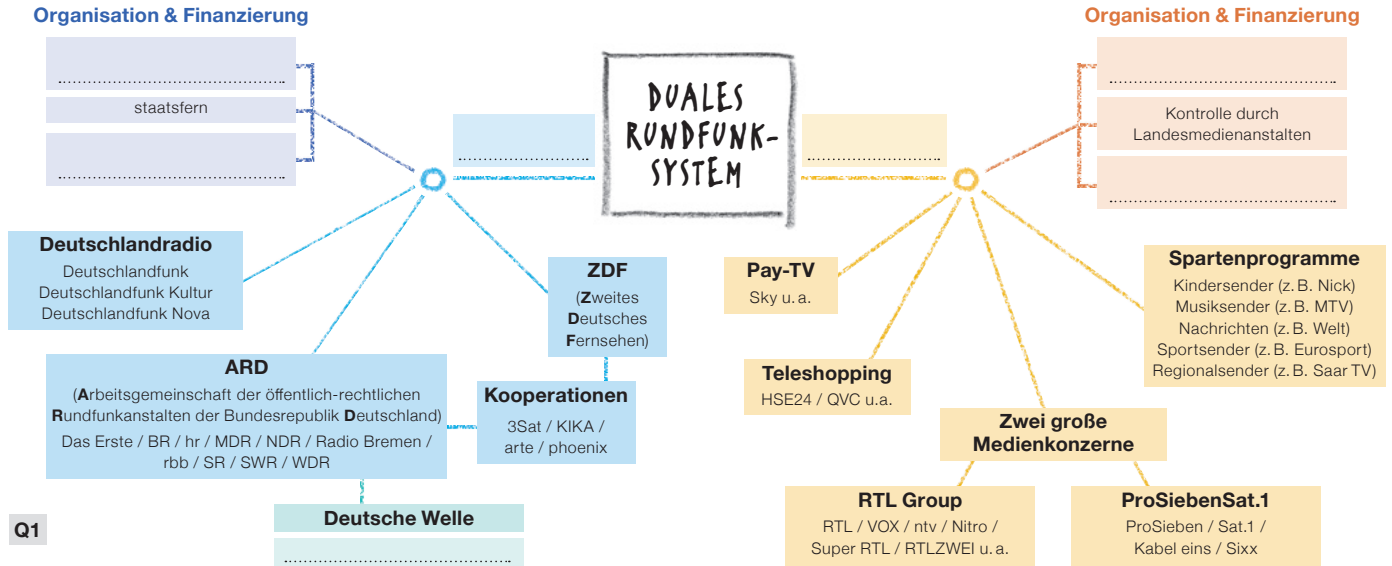 Organisation & Finanzierung
staatsfern
DUALES
RUNDFUNK-
SYSTEM
Organisation & Finanzierung
Kontrolle durch
Landesmedienanstalten
Deutschlandradio
Deutschlandfunk
Deutschlandfunk Kultur
Deutschlandfunk Nova
ZDF
(Zweites
Deutsches
Fernsehen)
ARD
(Arbeitsgemeinschaft der öffentlich-rechtlichen
Rundfunkanstalten der Bundesrepublik Deutschland)
Das Erste / BR / hr / MDR / NDR / Radio Bremen /
rbb / SR / SWR / WDR
Kooperationen
3Sat / KIKA /
arte / phoenix
Deutsche Welle
Pay-TV
Sky u. a.
Teleshopping
HSE24 / QVC u.a.
Spartenprogramme
Kindersender (z. B. Nick)
Musiksender (z. B. MTV)
Nachrichten (z. B. Welt)
Sportsender (z. B. Eurosport)
Regionalsender (z. B. Saar TV)
Zwei große
Medienkonzerne
RTL Group
RTL / VOX / ntv / Nitro /
Super RTL / RTLZWEI u. a.
ProSiebenSat.1
ProSieben / Sat.1 /
Kabel eins / Sixx
Q1